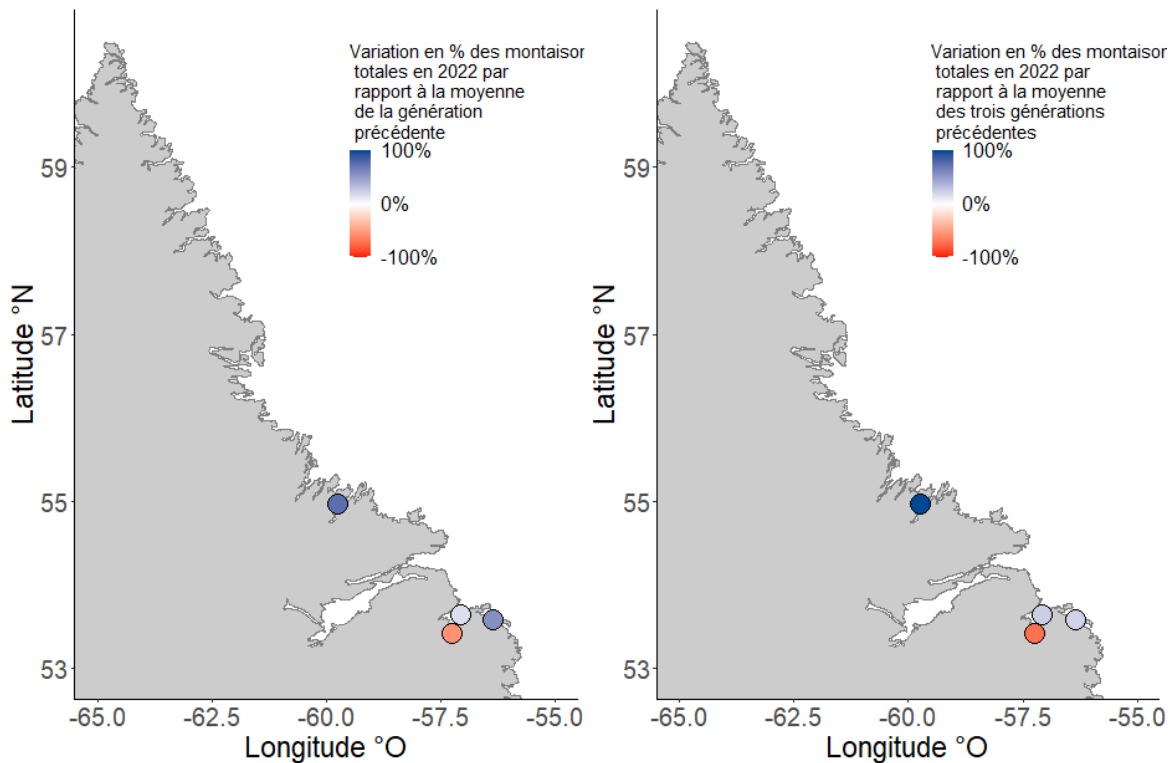 Variation en % des montaison
totales en 2022 par
rapport à la moyenne
de la génération
précédente
100%
0%
-100%
59
57
55
53
Latitude °N
-65.0
-62.5
-60.0
-57.5
-55.0
Longitude °O
Variation en % des montaison
totales en 2022 par
rapport à la moyenne
des trois générations
précédentes
100%
0%
-100%
59
57
55
53
Latitude °N
-65.0
-62.5
-60.0
-57.5
-55.0
Longitude °O